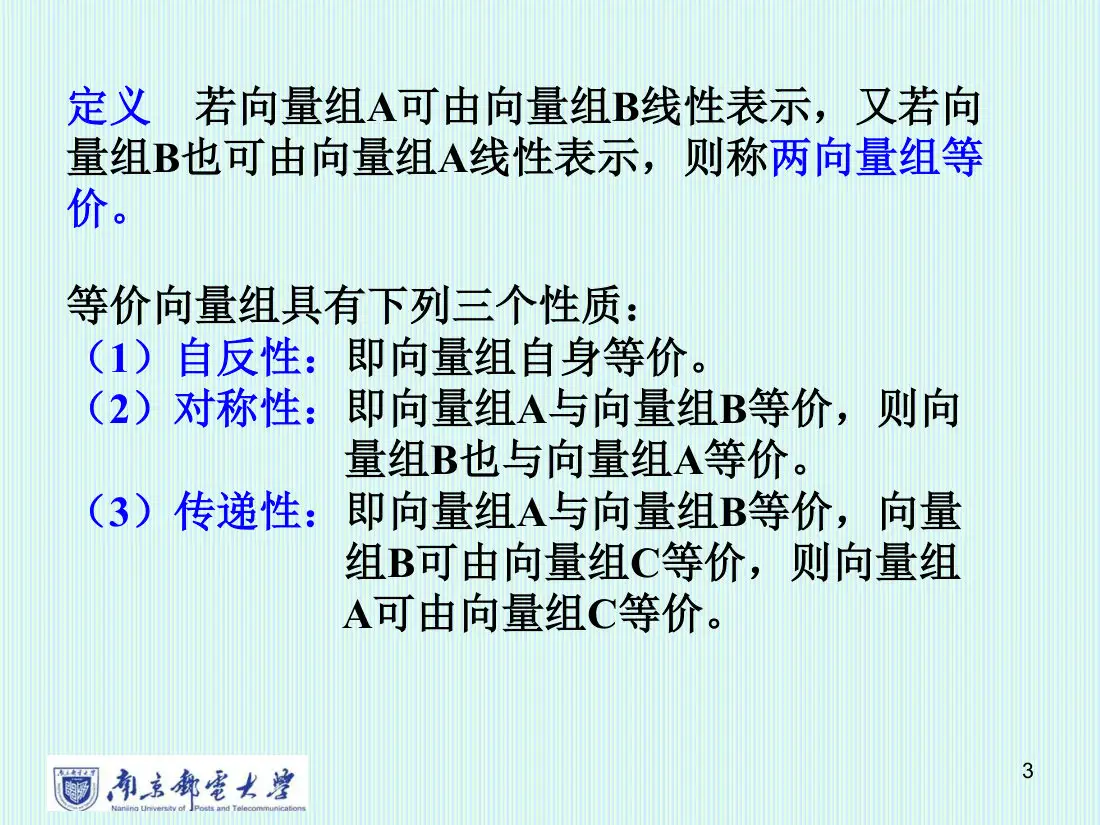 定义 若向量组A可由向量组B线性表示，又若向
量组B也可由向量组A线性表示，则称两向量组等
价。
等价向量组具有下列三个性质：
（1）自反性：即向量组自身等价。
（2）对称性：即向量组A与向量组B等价，则向
量组B也与向量组A等价。
（3）传递性：即向量组A与向量组B等价，向量
组B可由向量组C等价，则向量组
A可由向量组C等价。
南京郵電大學
Nanjing University of Posts and Telecommunications
3